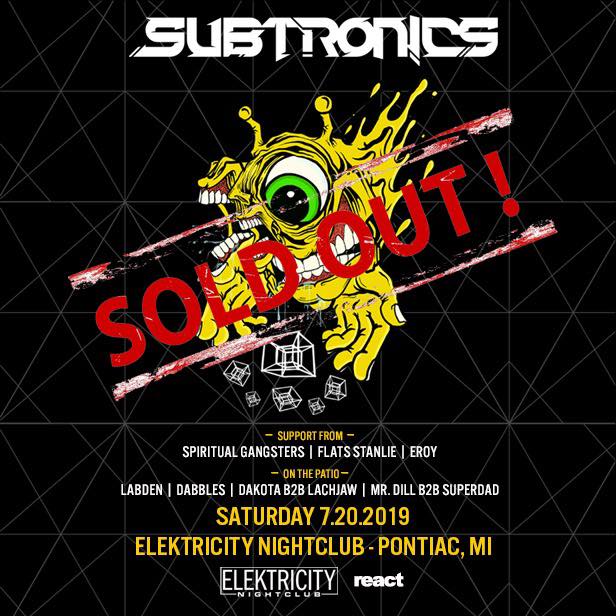 SUBTRONICS
SOLD OUT !
– SUPPORT FROM –
SPIRITUAL GANGSTERS | FLATS STANLIE | EROY
– ON THE PATIO –
LABDEN | DABBLES | DAKOTA B2B LACHJAW | MR. DILL B2B SUPERDAD
SATURDAY 7.20.2019
ELEKTRICITY NIGHTCLUB - PONTIAC, MI
ELEKTRICITY
NIGHTCLUB
react